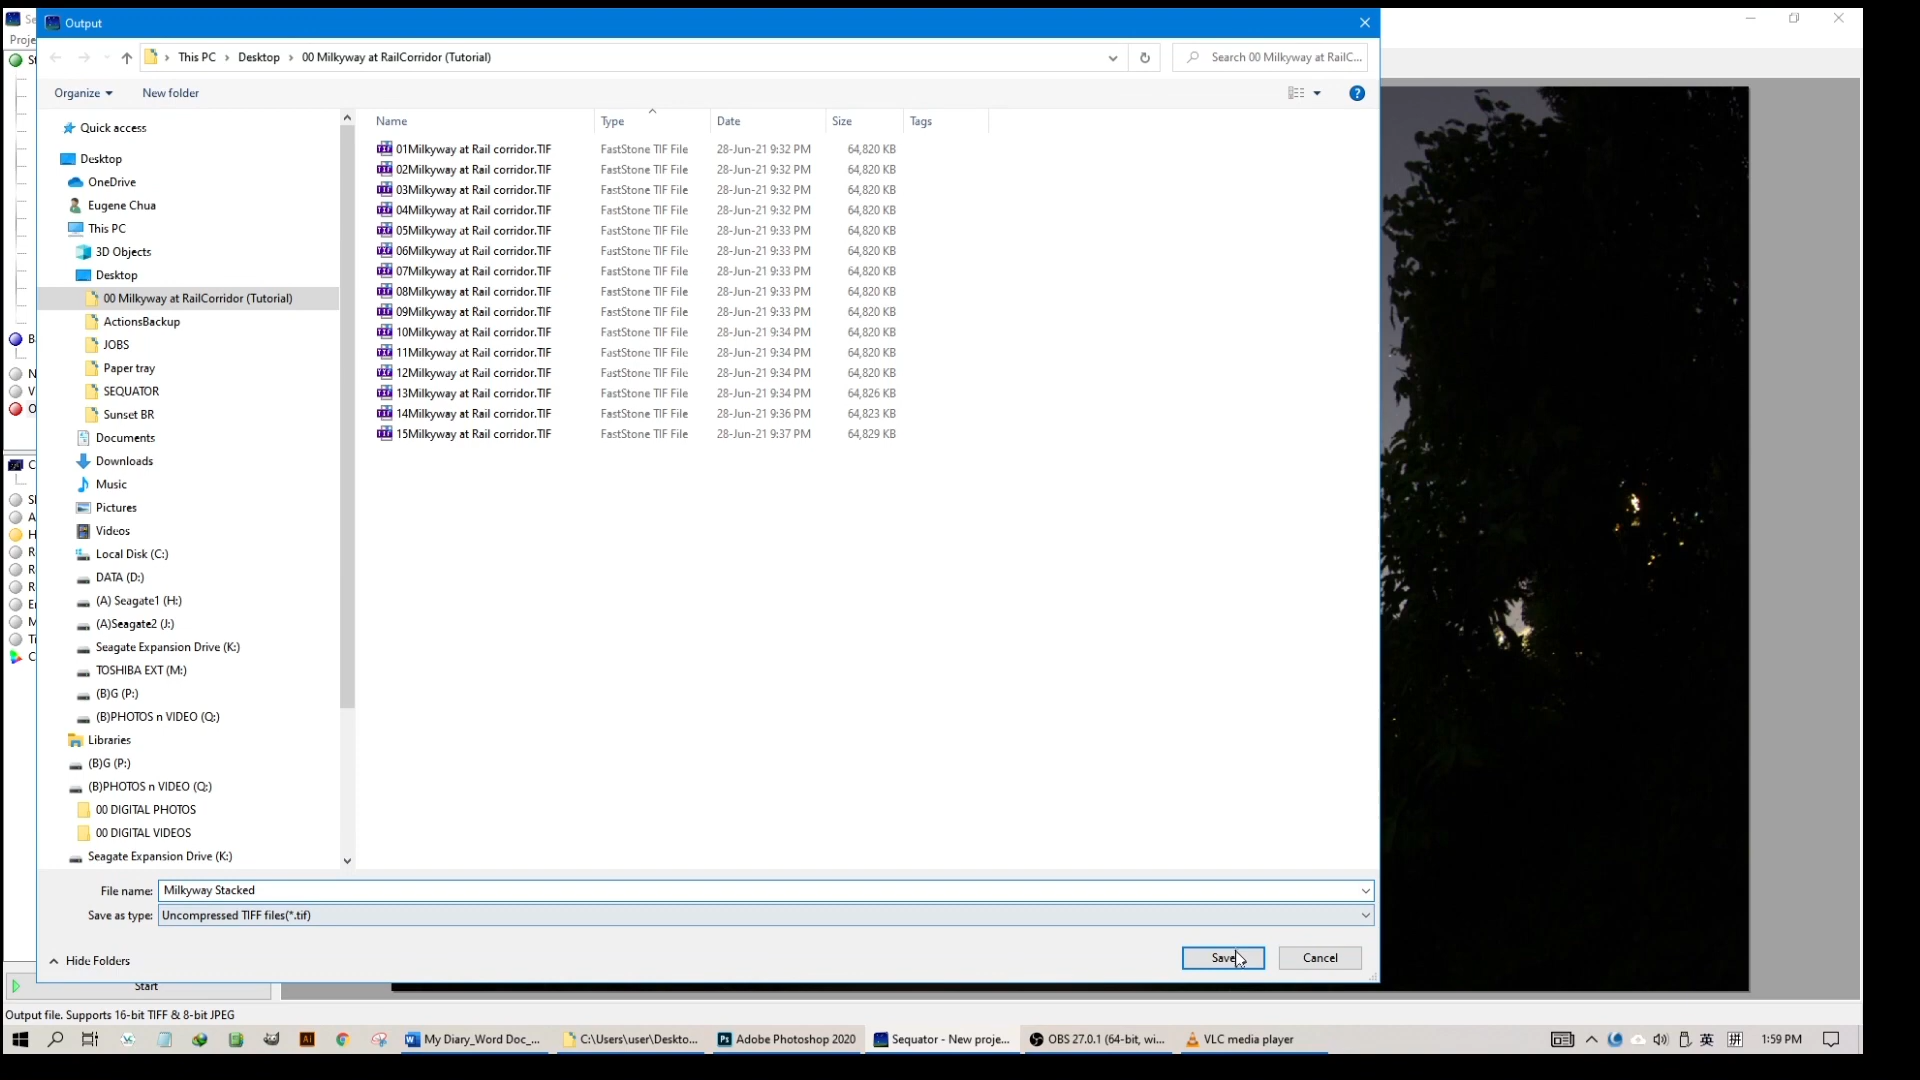 Output
Proje
This PC > Desktop > 00 Milkyway at RailCorridor (Tutorial)
Search 00 Milkyway at RailC...
Organize
New folder
?
Name Type Date Size Tags
01Milkyway at Rail corridor.TIF FastStone TIF File 28-Jun-21 9:32 PM 64,820 KB
02Milkyway at Rail corridor.TIF FastStone TIF File 28-Jun-21 9:32 PM 64,820 KB
03Milkyway at Rail corridor.TIF FastStone TIF File 28-Jun-21 9:32 PM 64,820 KB
04Milkyway at Rail corridor.TIF FastStone TIF File 28-Jun-21 9:32 PM 64,820 KB
05Milkyway at Rail corridor.TIF FastStone TIF File 28-Jun-21 9:33 PM 64,820 KB
06Milkyway at Rail corridor.TIF FastStone TIF File 28-Jun-21 9:33 PM 64,820 KB
07Milkyway at Rail corridor.TIF FastStone TIF File 28-Jun-21 9:33 PM 64,820 KB
08Milkyway at Rail corridor.TIF FastStone TIF File 28-Jun-21 9:33 PM 64,820 KB
09Milkyway at Rail corridor.TIF FastStone TIF File 28-Jun-21 9:33 PM 64,820 KB
10Milkyway at Rail corridor.TIF FastStone TIF File 28-Jun-21 9:34 PM 64,820 KB
11Milkyway at Rail corridor.TIF FastStone TIF File 28-Jun-21 9:34 PM 64,820 KB
12Milkyway at Rail corridor.TIF FastStone TIF File 28-Jun-21 9:34 PM 64,820 KB
13Milkyway at Rail corridor.TIF FastStone TIF File 28-Jun-21 9:34 PM 64,826 KB
14Milkyway at Rail corridor.TIF FastStone TIF File 28-Jun-21 9:36 PM 64,823 KB
15Milkyway at Rail corridor.TIF FastStone TIF File 28-Jun-21 9:37 PM 64,829 KB
Quick access
Desktop
OneDrive
Eugene Chua
This PC
3D Objects
Desktop
00 Milkyway at RailCorridor (Tutorial)
ActionsBackup
JOBS
Paper tray
SEQUATOR
Sunset BR
Documents
Downloads
Music
Pictures
Videos
Local Disk (C:)
DATA (D:)
(A) Seagate1 (H:)
(A)Seagate2 (J:)
Seagate Expansion Drive (K:)
TOSHIBA EXT (M:)
(B)G (P:)
(B)PHOTOS n VIDEO (Q:)
Libraries
(B)G (P:)
(B)PHOTOS n VIDEO (Q:)
00 DIGITAL PHOTOS
00 DIGITAL VIDEOS
Seagate Expansion Drive (K:)
File name: Milkyway Stacked
Save as type: Uncompressed TIFF files(*.tif)
Hide Folders
Save
Cancel
Start
Output file. Supports 16-bit TIFF & 8-bit JPEG
My Diary_Word Doc_...
C:\Users\user\Deskto...
Adobe Photoshop 2020
Sequator - New proje...
OBS 27.0.1 (64-bit, wi...
VLC media player
英
拼
1:59 PM